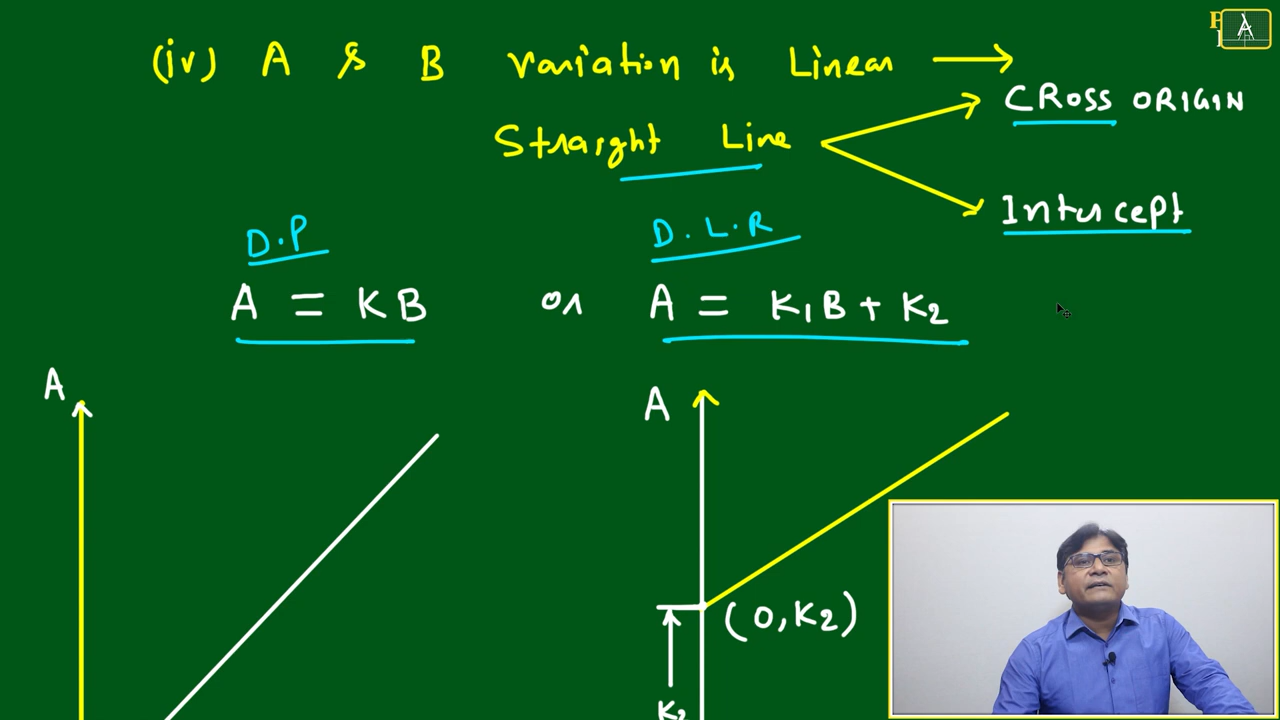 (iv) A & B variation is Linear →
CROSS ORIGIN
Straight Line
Intercept
D.P
D.L.R
A = KB or A = K₁B + K₂
A
A
(0, K₂)
K₂